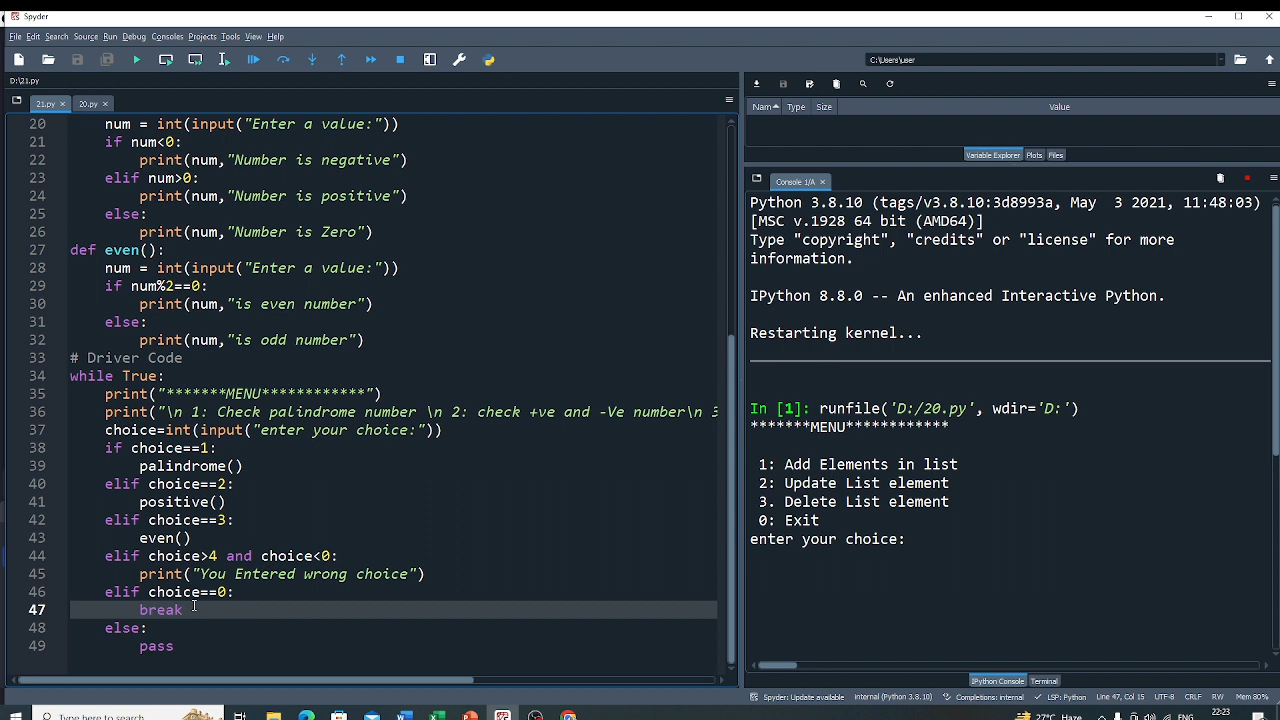 Spyder
File Edit Search Source Run Debug Consoles Projects Tools View Help
C:\Users\user
D:\21.py
21.py
20.py
20 num = int(input("Enter a value:"))
21 if num<0:
22 print(num,"Number is negative")
23 elif num>0:
24 print(num,"Number is positive")
25 else:
26 print(num,"Number is Zero")
27 def even():
28 num = int(input("Enter a value:"))
29 if num%2==0:
30 print(num,"is even number")
31 else:
32 print(num,"is odd number")
33 # Driver Code
34 while True:
35 print("*******MENU************")
36 print("\n 1: Check palindrome number \n 2: check +ve and -Ve number\n 3
37 choice=int(input("enter your choice:"))
38 if choice==1:
39 palindrome()
40 elif choice==2:
41 positive()
42 elif choice==3:
43 even()
44 elif choice>4 and choice<0:
45 print("You Entered wrong choice")
46 elif choice==0:
47 break
48 else:
49 pass
Nam Type Size Value
Variable Explorer Plots Files
Console 1/A
Python 3.8.10 (tags/v3.8.10:3d8993a, May 3 2021, 11:48:03)
[MSC v.1928 64 bit (AMD64)]
Type "copyright", "credits" or "license" for more
information.
IPython 8.8.0 -- An enhanced Interactive Python.
Restarting kernel...
In [1]: runfile('D:/20.py', wdir='D:')
*******MENU************
1: Add Elements in list
2: Update List element
3. Delete List element
0: Exit
enter your choice:
IPython Console Terminal
Spyder: Update available internal (Python 3.8.10) Completions: internal LSP: Python Line 47, Col 15 UTF-8 CRLF RW Mem 80%
Type here to search
27°C Haze
22:23